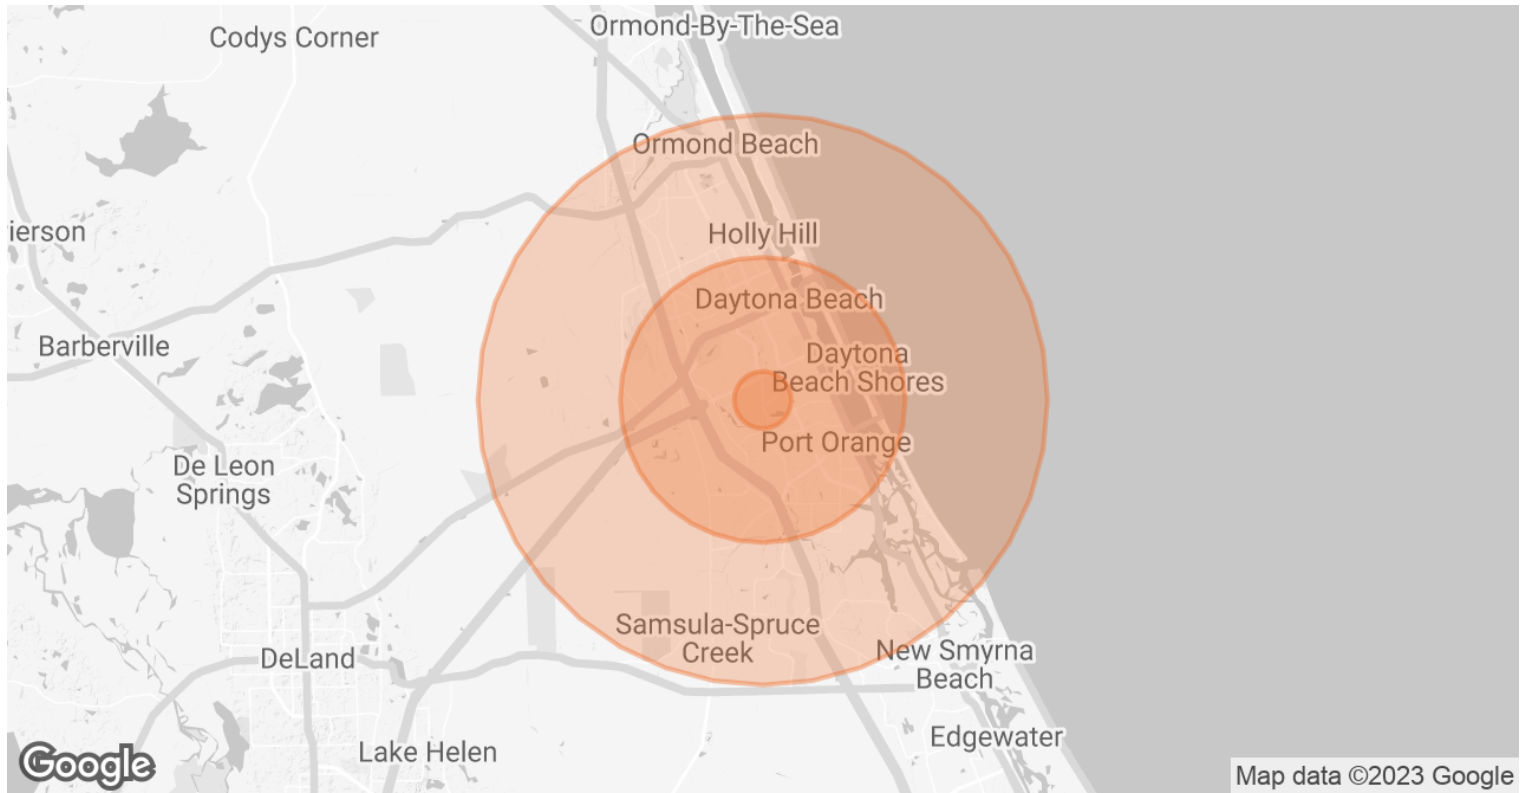 Ormond-By-The-Sea
Codys Corner
Ormond Beach
ierson
Holly Hill
Daytona Beach
Barberville
Daytona
Beach Shores
Port Orange
De Leon
Springs
Samsula-Spruce
Creek
DeLand
New Smyrna
Beach
Edgewater
Lake Helen
Google
Map data ©2023 Google